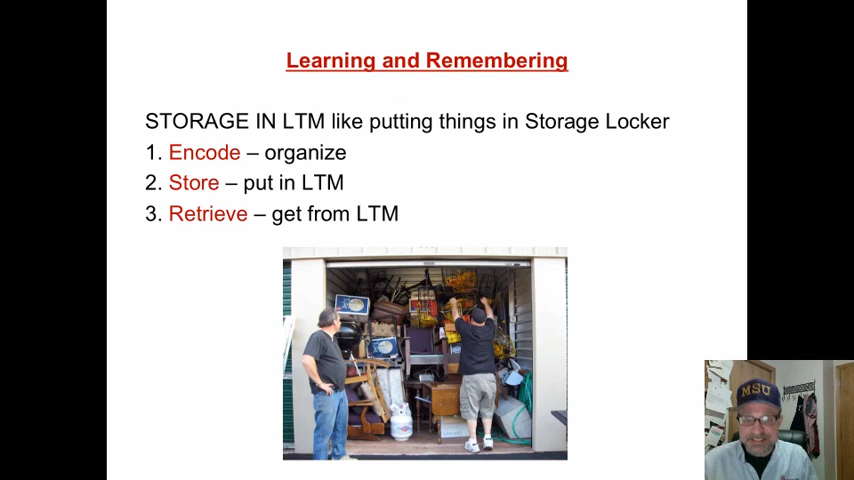 Learning and Remembering
STORAGE IN LTM like putting things in Storage Locker
1. Encode – organize
2. Store – put in LTM
3. Retrieve – get from LTM
MSU